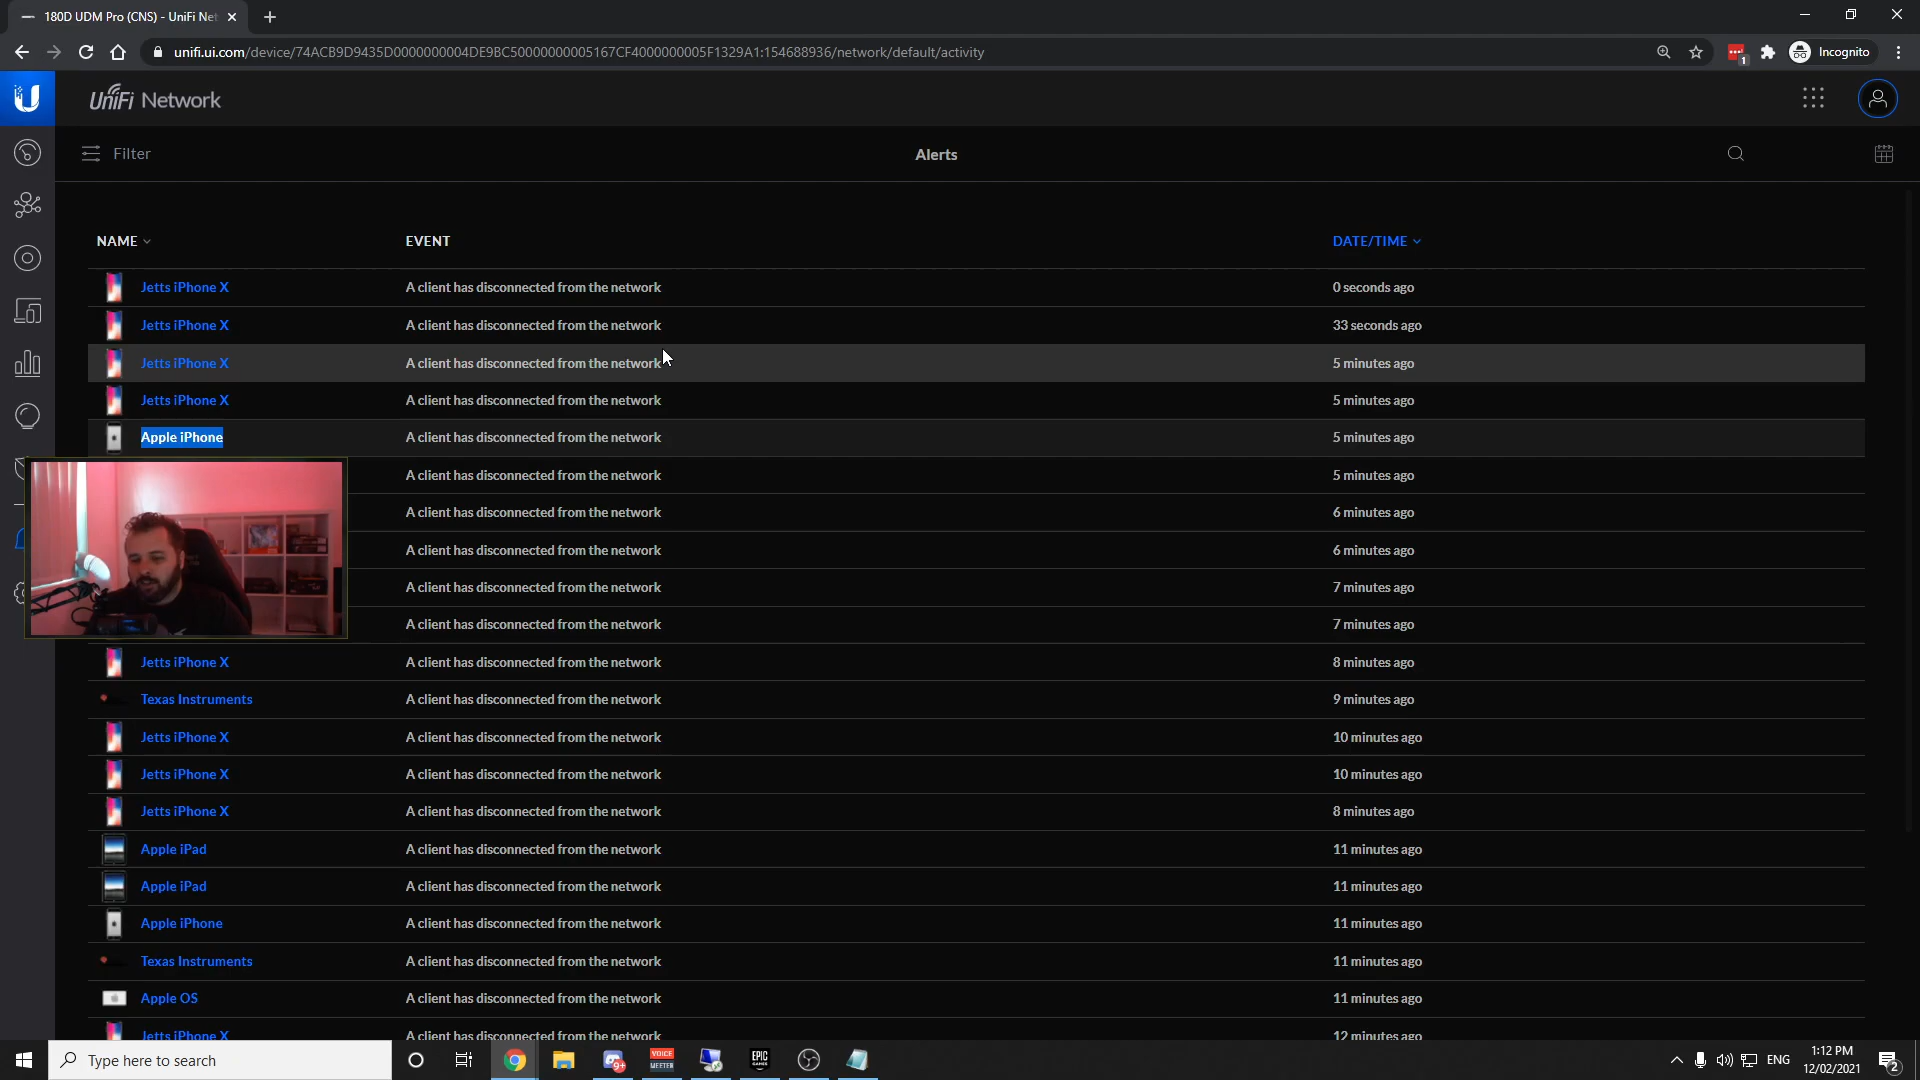 180D UDM Pro (CNS) - UniFi Net
unifi.ui.com/device/74ACB9D9435D0000000004DE9BC50000000005167CF4000000005F1329A1:154688936/network/default/activity
1
Incognito
UniFi Network
Filter
Alerts
NAME EVENT DATE/TIME
Jetts iPhone X A client has disconnected from the network 0 seconds ago
Jetts iPhone X A client has disconnected from the network 33 seconds ago
Jetts iPhone X A client has disconnected from the network 5 minutes ago
Jetts iPhone X A client has disconnected from the network 5 minutes ago
Apple iPhone A client has disconnected from the network 5 minutes ago
A client has disconnected from the network 5 minutes ago
A client has disconnected from the network 6 minutes ago
A client has disconnected from the network 6 minutes ago
A client has disconnected from the network 7 minutes ago
A client has disconnected from the network 7 minutes ago
Jetts iPhone X A client has disconnected from the network 8 minutes ago
Texas Instruments A client has disconnected from the network 9 minutes ago
Jetts iPhone X A client has disconnected from the network 10 minutes ago
Jetts iPhone X A client has disconnected from the network 10 minutes ago
Jetts iPhone X A client has disconnected from the network 8 minutes ago
Apple iPad A client has disconnected from the network 11 minutes ago
Apple iPad A client has disconnected from the network 11 minutes ago
Apple iPhone A client has disconnected from the network 11 minutes ago
Texas Instruments A client has disconnected from the network 11 minutes ago
Apple OS A client has disconnected from the network 11 minutes ago
Jetts iPhone X A client has disconnected from the network 12 minutes ago
Type here to search
9+
VOICE
MEETER
EPIC
GAMES
ENG
1:12 PM
12/02/2021
2